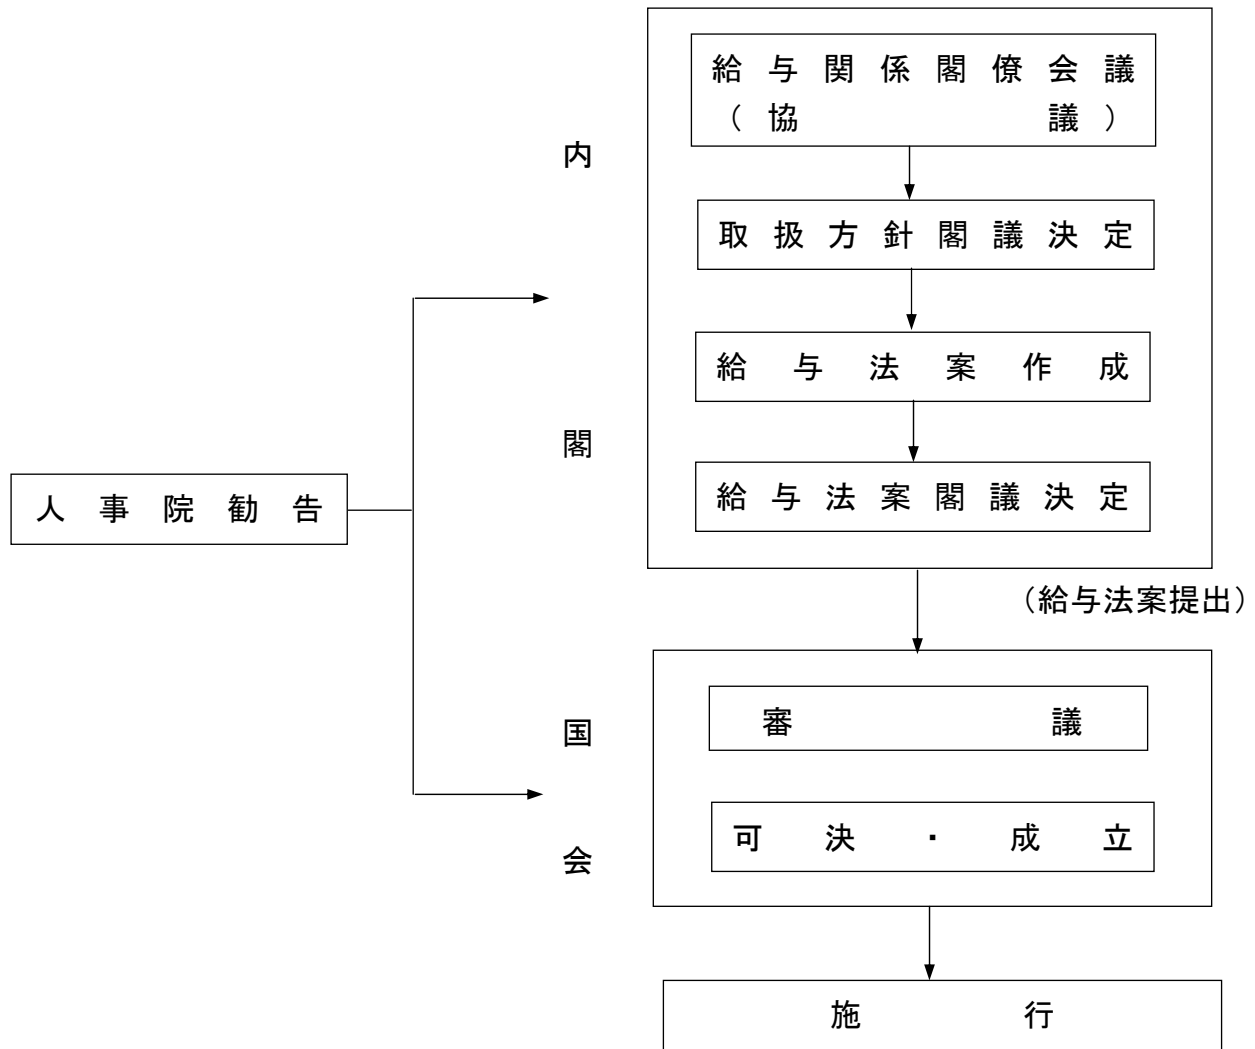 給与関係閣僚会議
(協議)
内
取扱方針閣議決定
給与法案作成
閣
給与法案閣議決定
人事院勧告
(給与法案提出)
国
審議
可決・成立
会
施行